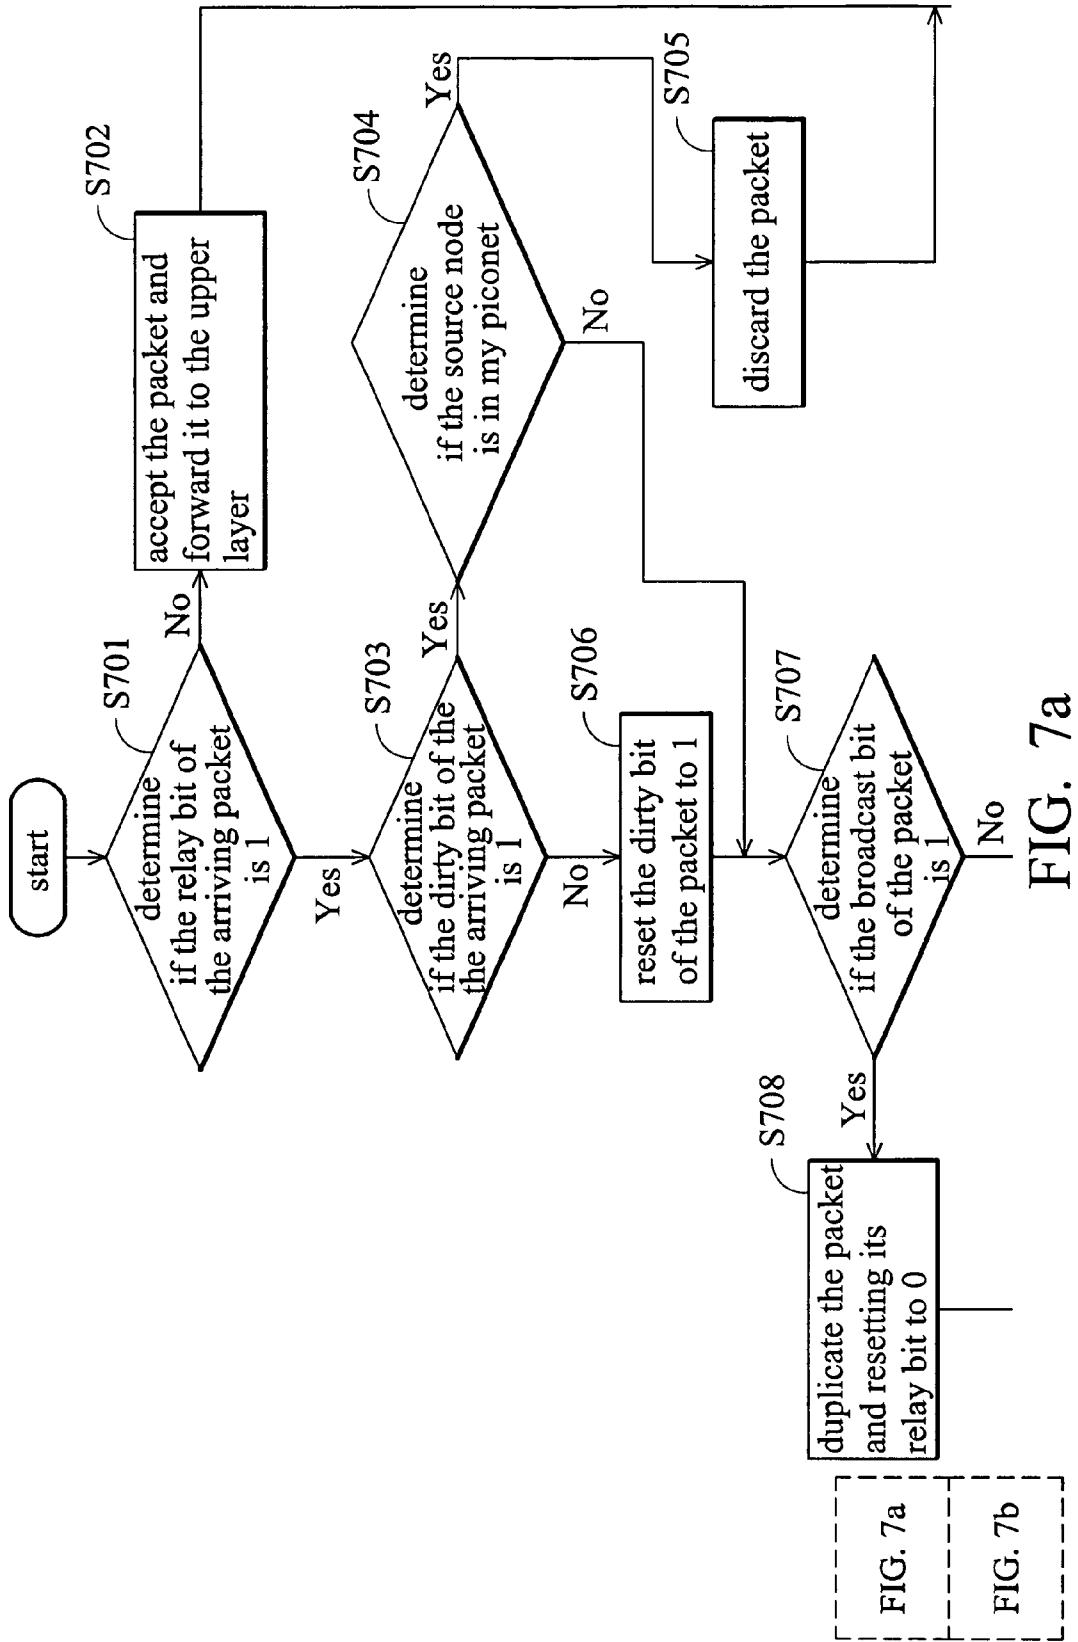 start
S701
determine
if the relay bit of
the arriving packet
is 1
No
S702
accept the packet and
forward it to the upper
layer
Yes
S703
determine
if the dirty bit of the
the arriving packet
is 1
Yes
S704
determine
if the source node
is in my piconet
Yes
No
S705
discard the packet
No
S706
reset the dirty bit
of the packet to 1
S707
determine
if the broadcast bit
of the packet
is 1
Yes
No
S708
duplicate the packet
and resetting its
relay bit to 0
FIG. 7a
FIG. 7b
FIG. 7a